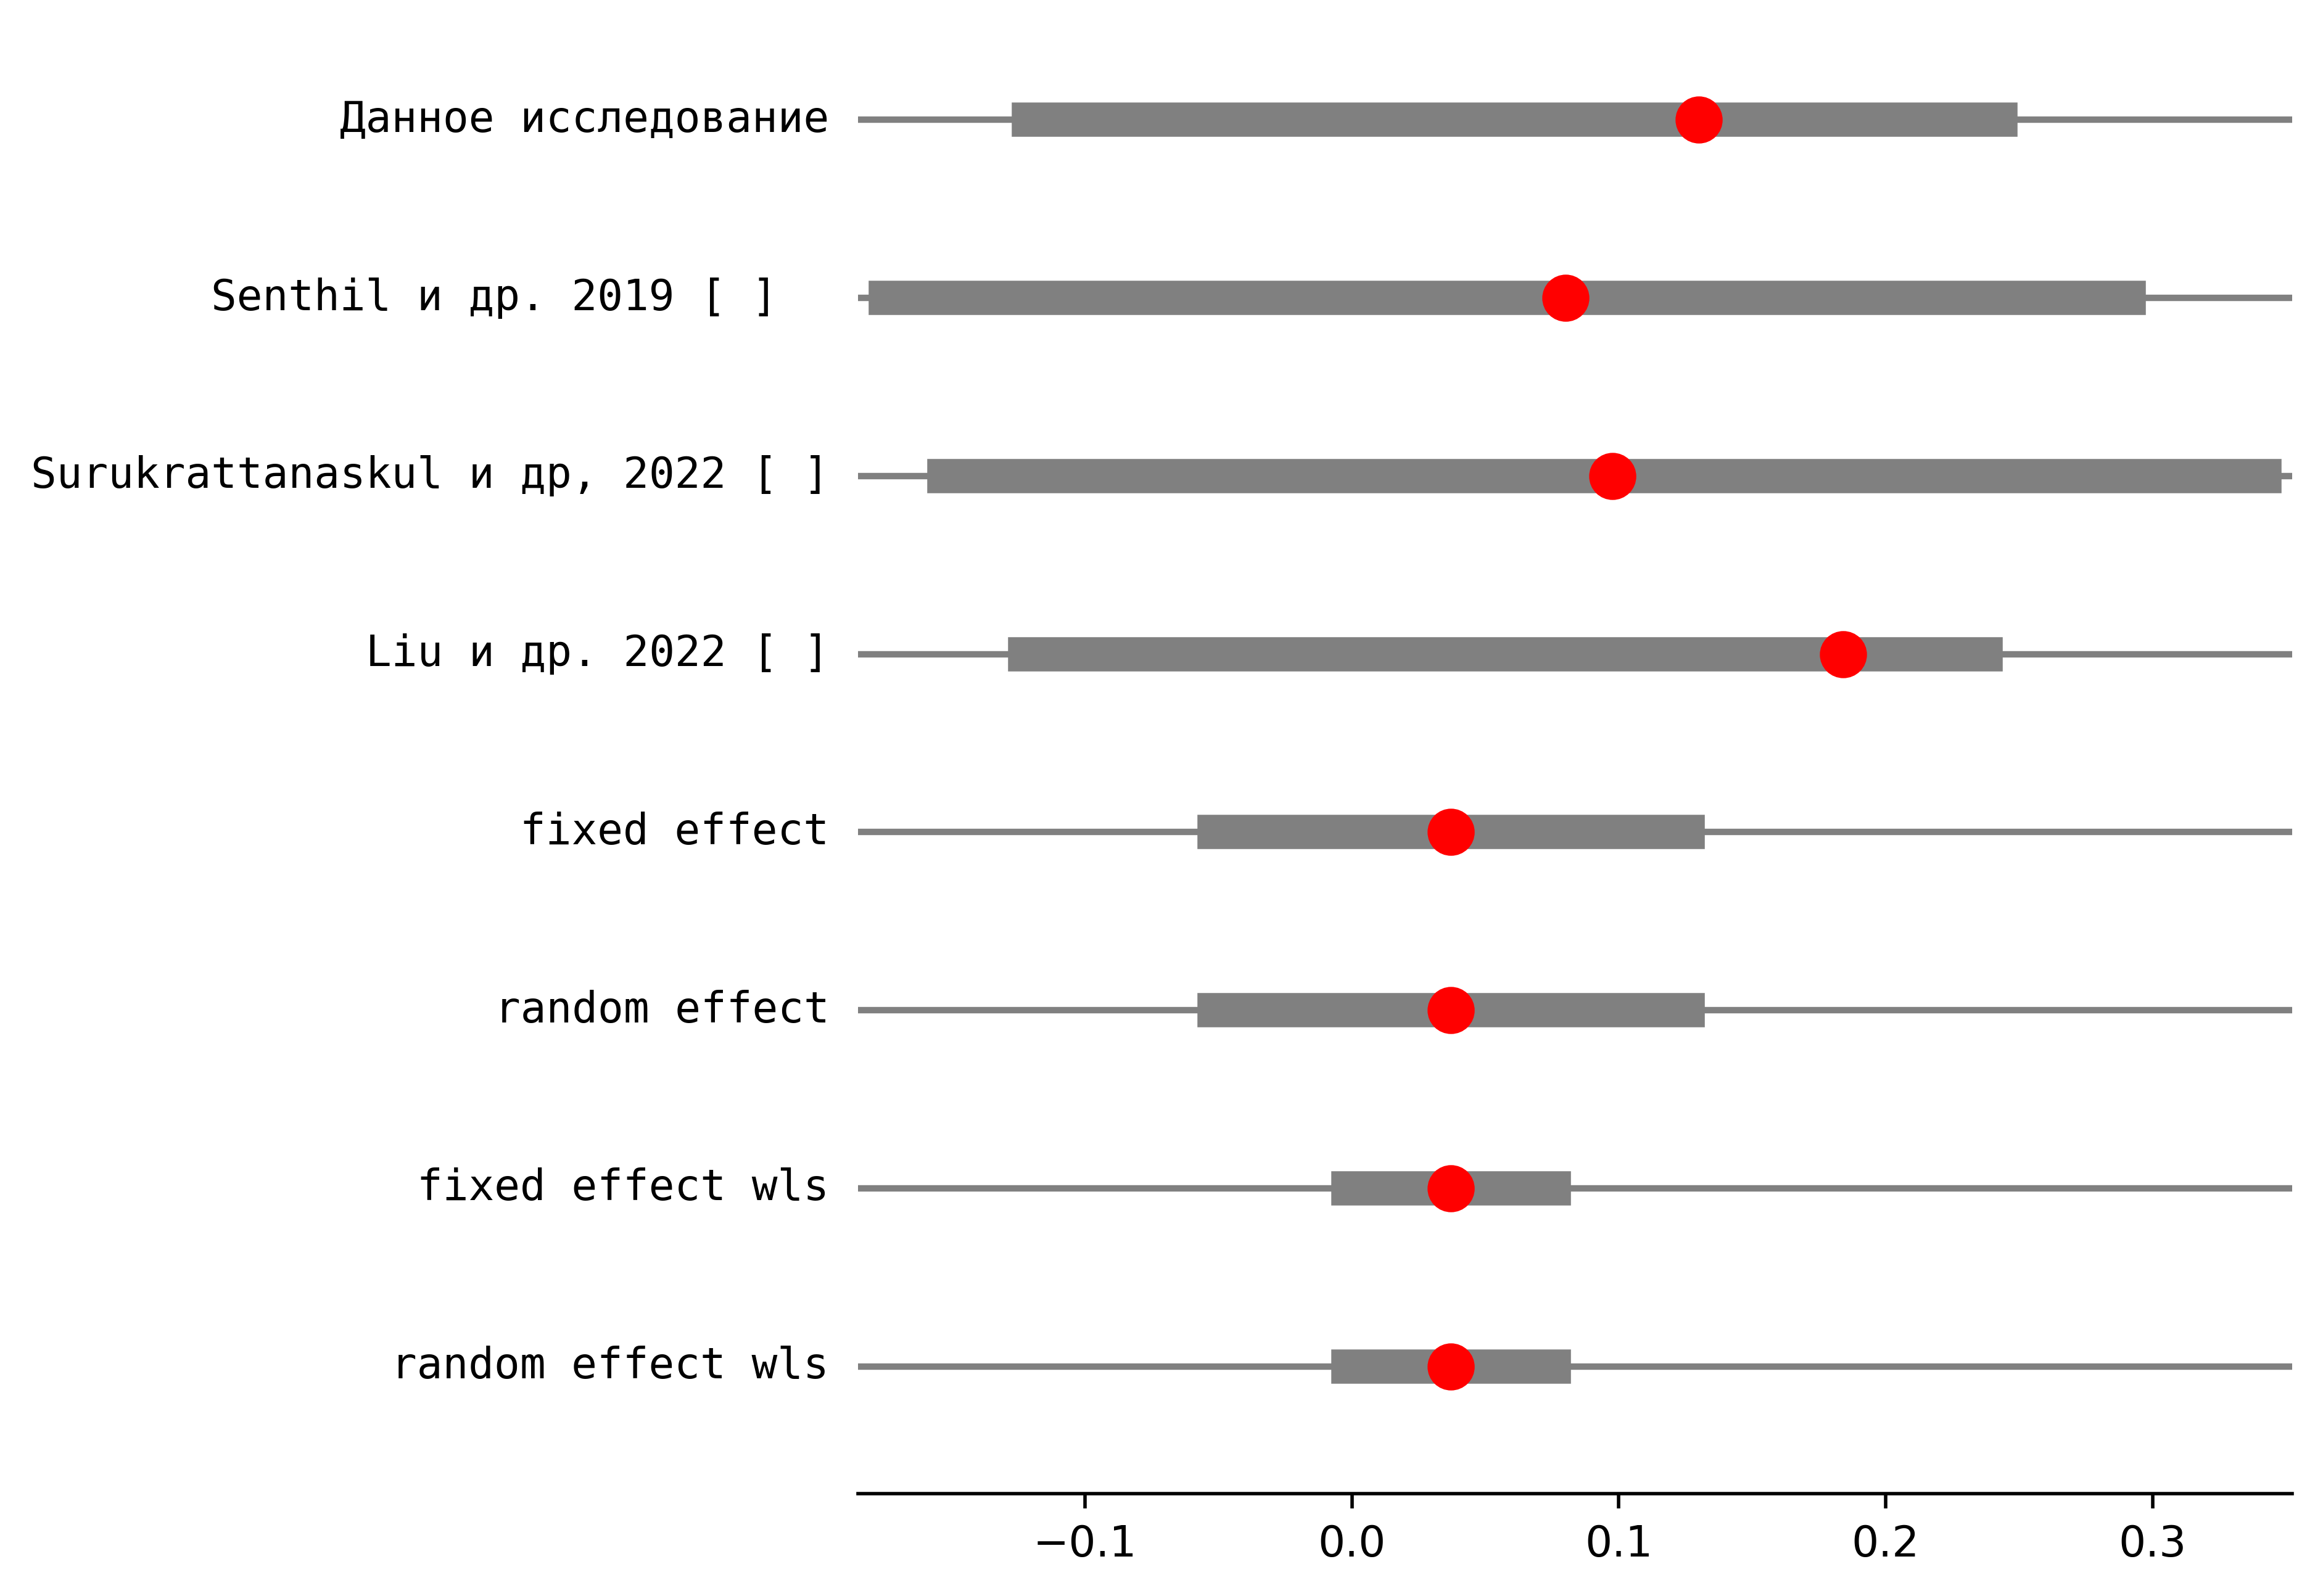 Данное исследование
Senthil и др. 2019 [ ]
Surukrattanaskul и др, 2022 [ ]
Liu и др. 2022 [ ]
fixed effect
random effect
fixed effect wls
random effect wls
−0.1 0.0 0.1 0.2 0.3